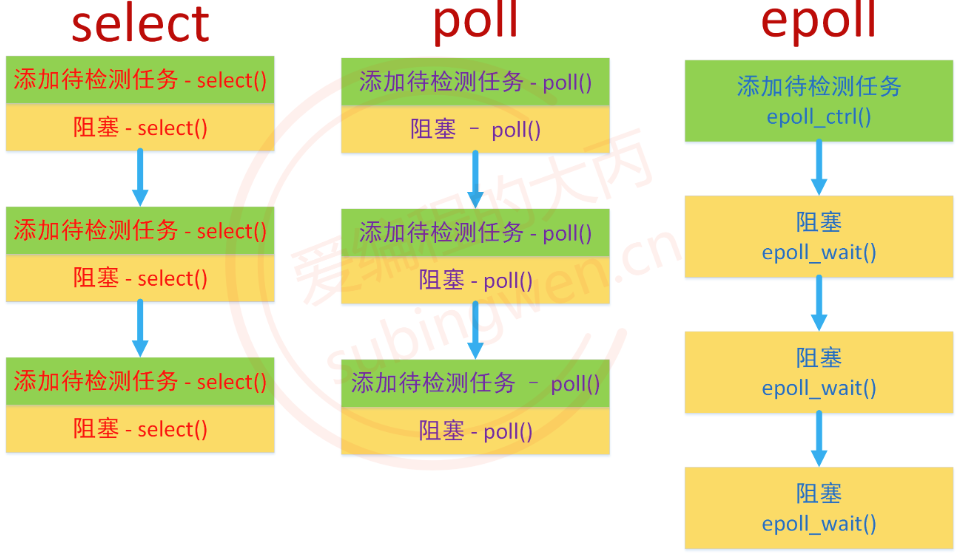 select
添加待检测任务 - select()
阻塞 - select()
添加待检测任务 - select()
阻塞 - select()
添加待检测任务 - select()
阻塞 - select()
poll
添加待检测任务 - poll()
阻塞 － poll()
添加待检测任务 - poll()
阻塞 - poll()
添加待检测任务 － poll()
阻塞 - poll()
epoll
添加待检测任务
epoll_ctrl()
阻塞
epoll_wait()
阻塞
epoll_wait()
阻塞
epoll_wait()
爱编程的大丙
subingwen.cn